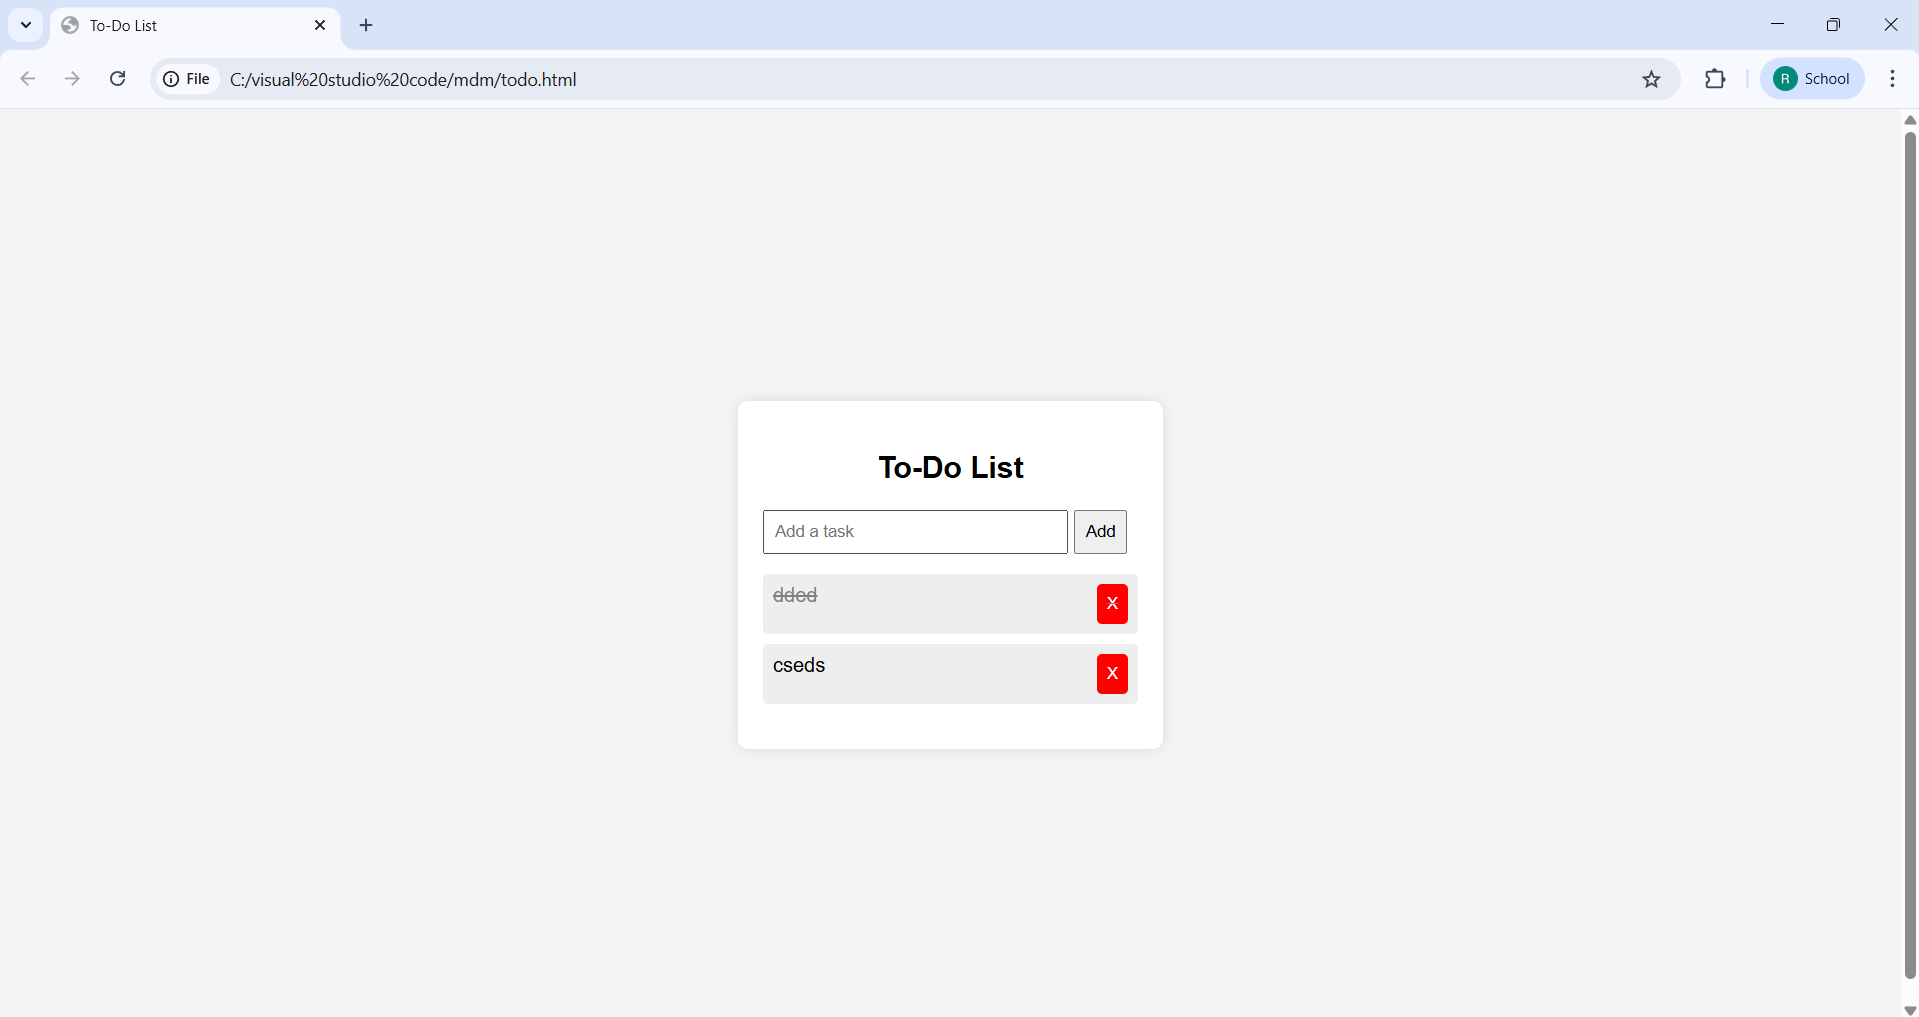 To-Do List
File C:/visual%20studio%20code/mdm/todo.html
R School
To-Do List
Add a task Add
dded X
cseds X